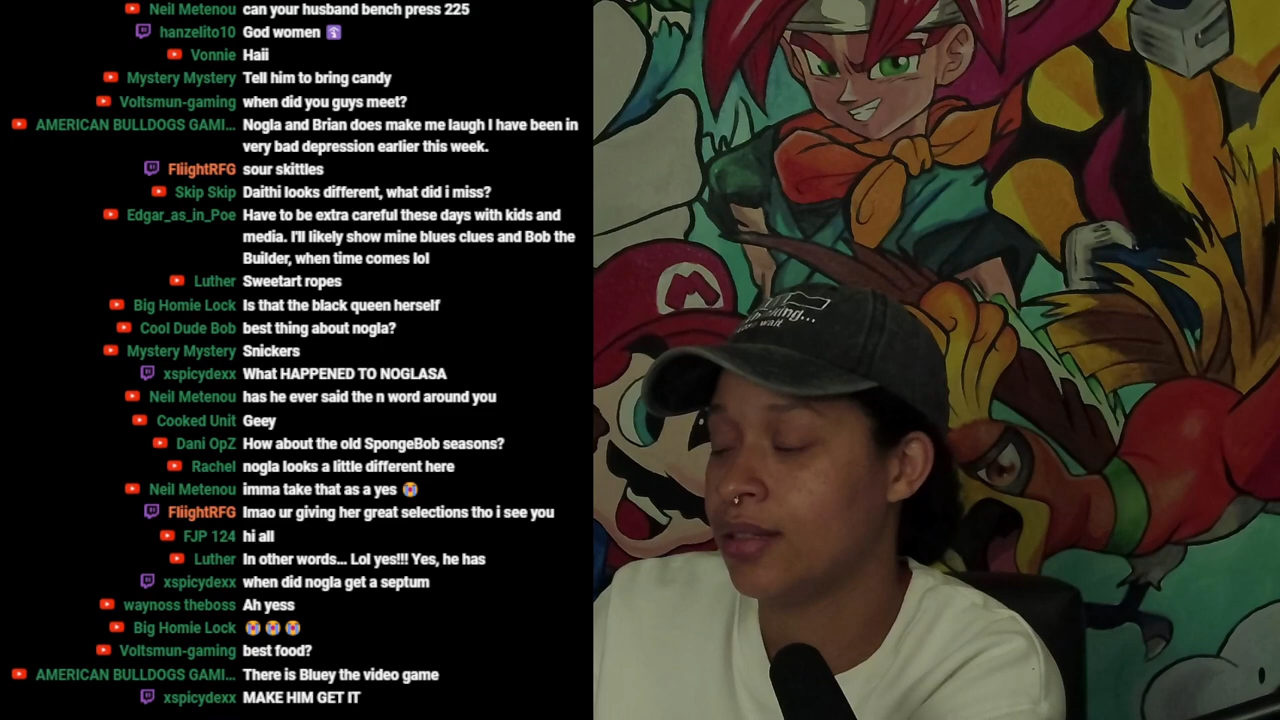 Neil Metenou can your husband bench press 225
hanzelito10 God women 🛐
Vonnie Haii
Mystery Mystery Tell him to bring candy
Voltsmun-gaming when did you guys meet?
AMERICAN BULLDOGS GAMI... Nogla and Brian does make me laugh I have been in
very bad depression earlier this week.
FliightRFG sour skittles
Skip Skip Daithi looks different, what did i miss?
Edgar_as_in_Poe Have to be extra careful these days with kids and
media. I'll likely show mine blues clues and Bob the
Builder, when time comes lol
Luther Sweetart ropes
Big Homie Lock Is that the black queen herself
Cool Dude Bob best thing about nogla?
Mystery Mystery Snickers
xspicydexx What HAPPENED TO NOGLASA
Neil Metenou has he ever said the n word around you
Cooked Unit Geey
Dani OpZ How about the old SpongeBob seasons?
Rachel nogla looks a little different here
Neil Metenou imma take that as a yes 😭
FliightRFG lmao ur giving her great selections tho i see you
FJP 124 hi all
Luther In other words... Lol yes!!! Yes, he has
xspicydexx when did nogla get a septum
waynoss theboss Ah yess
Big Homie Lock 😭 😭 😭
Voltsmun-gaming best food?
AMERICAN BULLDOGS GAMI... There is Bluey the video game
xspicydexx MAKE HIM GET IT
M
wait